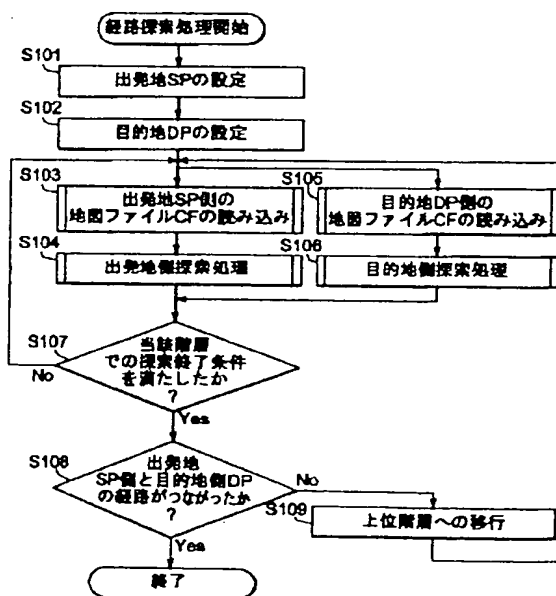 経路探索処理開始
S101
出発地SPの設定
S102
目的地DPの設定
S103
出発地SP側の
地図ファイルCFの読み込み
S105
目的地DP側の
地図ファイルCFの読み込み
S104
出発地側探索処理
S106
目的地側探索処理
S107
当該階層
での探索終了条件
を満たしたか
?
No
Yes
S108
出発地
SP側と目的地側DP
の経路がつながったか
?
No
S109
上位階層への移行
Yes
終了